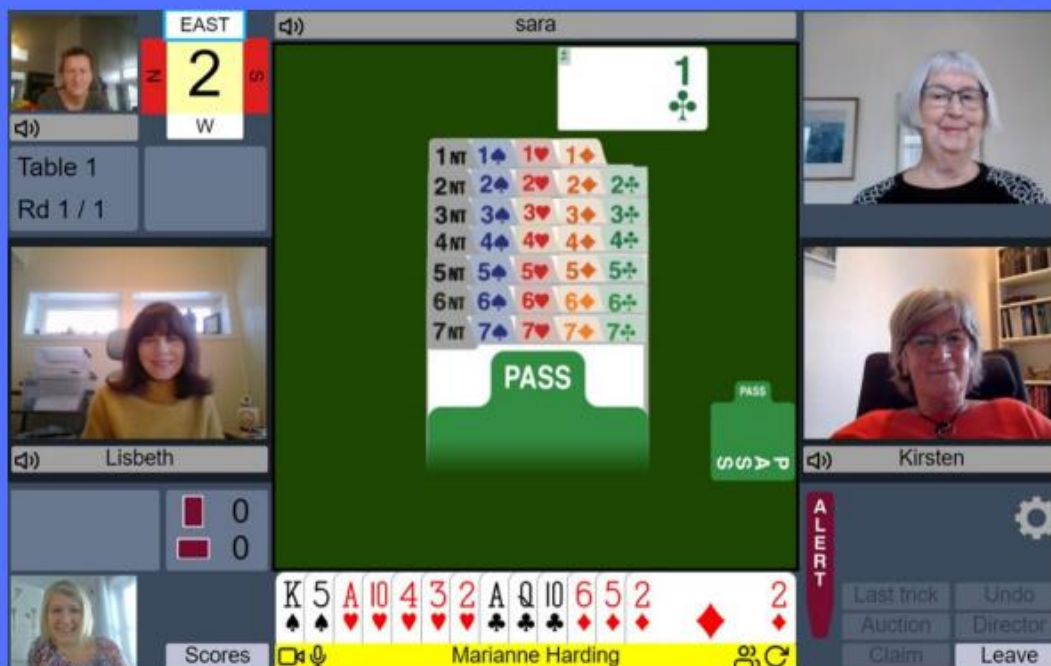 EAST
N 2 S
W
Table 1
Rd 1 / 1
sara
1♣
1NT 1♠ 1♥ 1♦
2NT 2♠ 2♥ 2♦ 2♣
3NT 3♠ 3♥ 3♦ 3♣
4NT 4♠ 4♥ 4♦ 4♣
5NT 5♠ 5♥ 5♦ 5♣
6NT 6♠ 6♥ 6♦ 6♣
7NT 7♠ 7♥ 7♦ 7♣
PASS
PASS
PASS
Lisbeth
Kirsten
0
0
ALERT
K♠ 5♠ A♥ 10♥ 4♥ 3♥ 2♥ A♣ Q♣ 10♣ 6♦ 5♦ 2♦ 2♦
Scores
Marianne Harding
Last trick Undo
Auction Director
Claim Leave